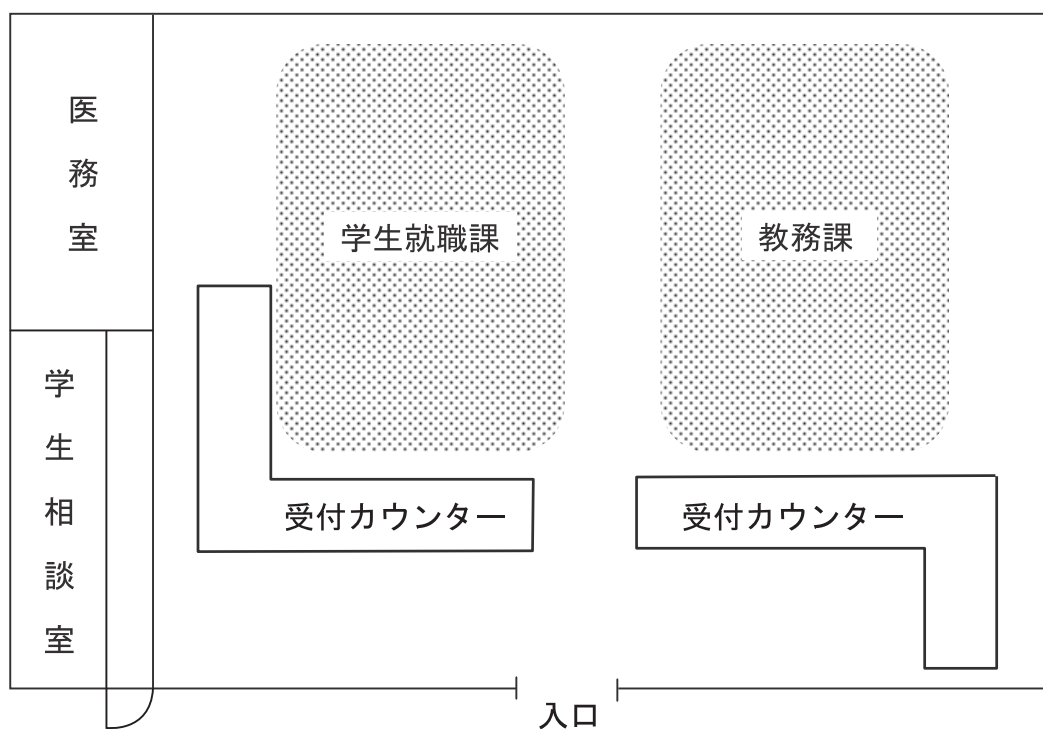 医務室
学生就職課
教務課
学生相談室
受付カウンター
受付カウンター
入口